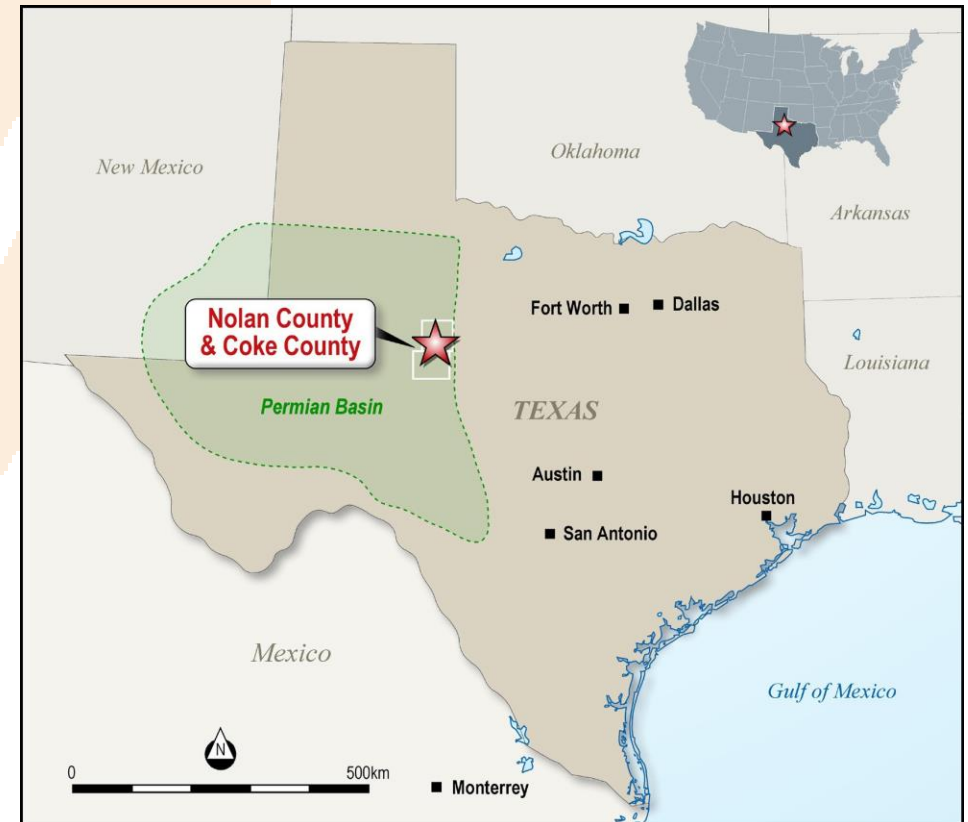 New Mexico
Oklahoma
Arkansas
Fort Worth
Dallas
Nolan County
& Coke County
Louisiana
Permian Basin
TEXAS
Austin
Houston
San Antonio
Mexico
Gulf of Mexico
N
0
500km
Monterrey